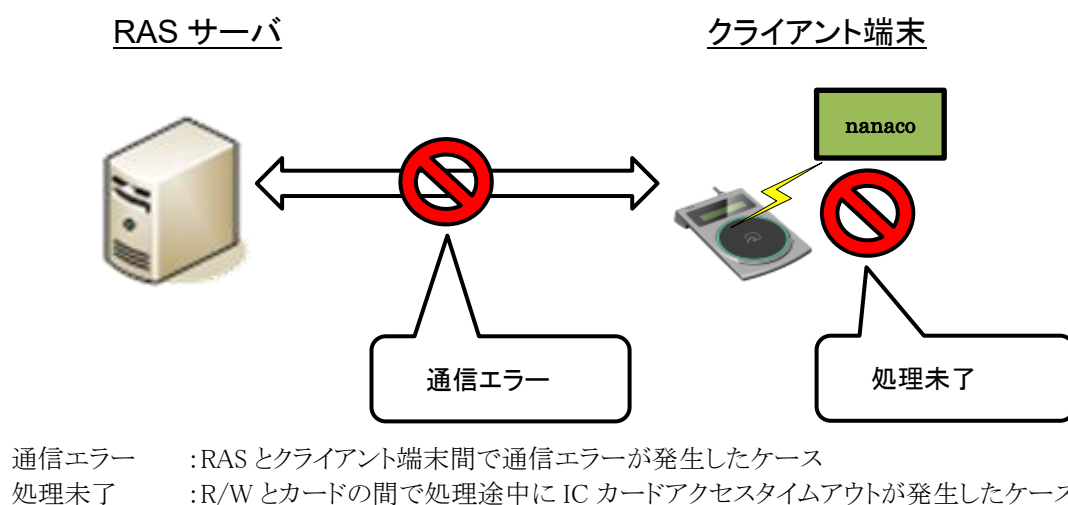 RAS サーバ
クライアント端末
nanaco
通信エラー
処理未了
通信エラー :RAS とクライアント端末間で通信エラーが発生したケース
処理未了 :R/W とカードの間で処理途中に IC カードアクセスタイムアウトが発生したケース